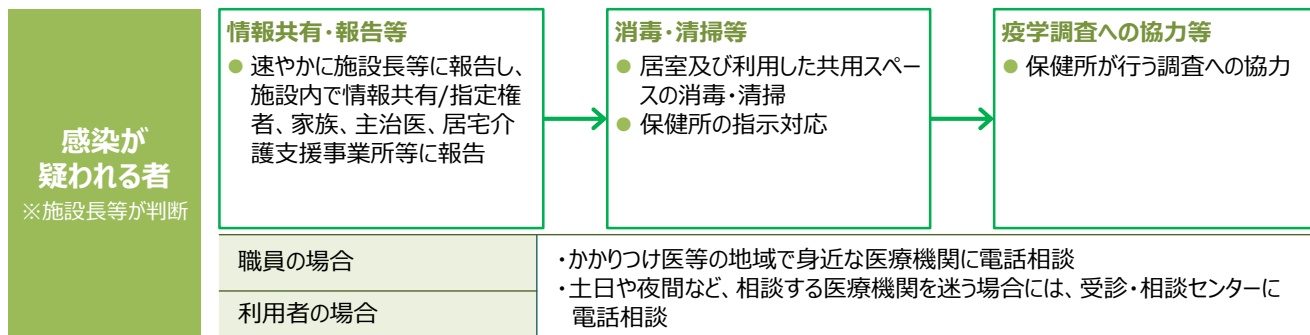 感染が
疑われる者
※施設長等が判断
情報共有・報告等
● 速やかに施設長等に報告し、
施設内で情報共有/指定権
者、家族、主治医、居宅介
護支援事業所等に報告
消毒・清掃等
● 居室及び利用した共用スペー
スの消毒・清掃
● 保健所の指示対応
疫学調査への協力等
● 保健所が行う調査への協力
職員の場合
利用者の場合
・かかりつけ医等の地域で身近な医療機関に電話相談
・土日や夜間など、相談する医療機関を迷う場合には、受診・相談センターに
電話相談